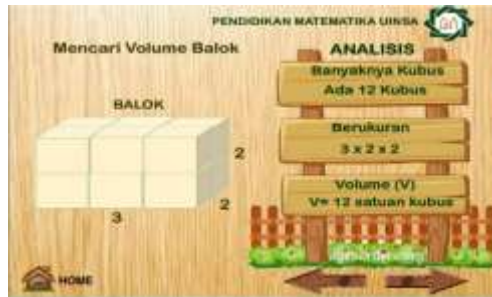 PENDIDIKAN MATEMATIKA UINSA
Mencari Volume Balok
ANALISIS
Banyaknya Kubus
Ada 12 Kubus
BALOK
2
2
3
Berukuran
3 x 2 x 2
Volume (V)
V= 12 satuan kubus
HOME